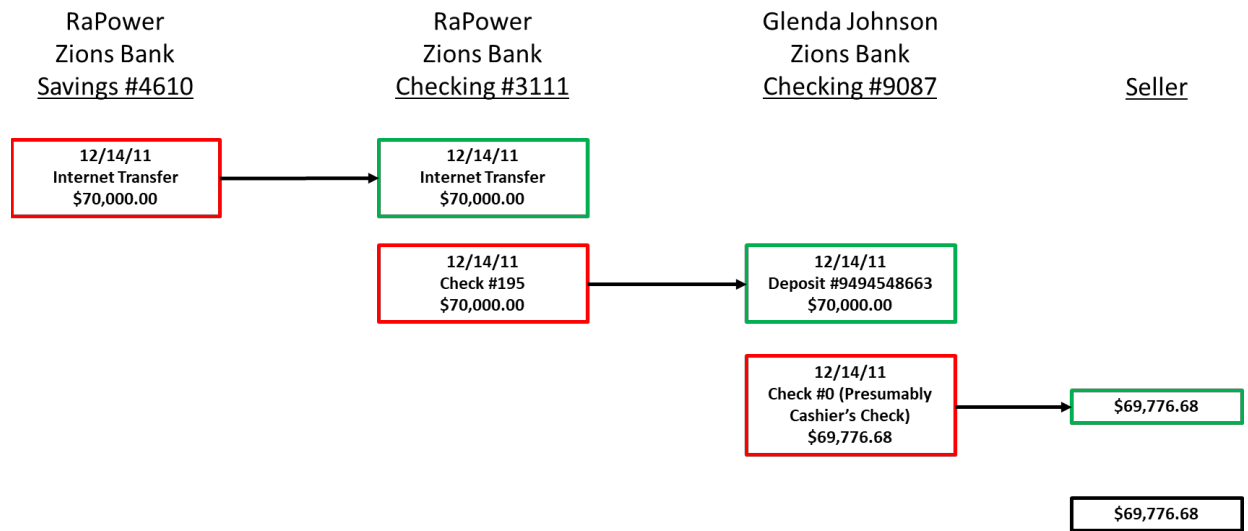 RaPower
Zions Bank
Savings #4610
RaPower
Zions Bank
Checking #3111
Glenda Johnson
Zions Bank
Checking #9087
Seller
12/14/11
Internet Transfer
$70,000.00
12/14/11
Internet Transfer
$70,000.00
12/14/11
Check #195
$70,000.00
12/14/11
Deposit #9494548663
$70,000.00
12/14/11
Check #0 (Presumably
Cashier's Check)
$69,776.68
$69,776.68
$69,776.68